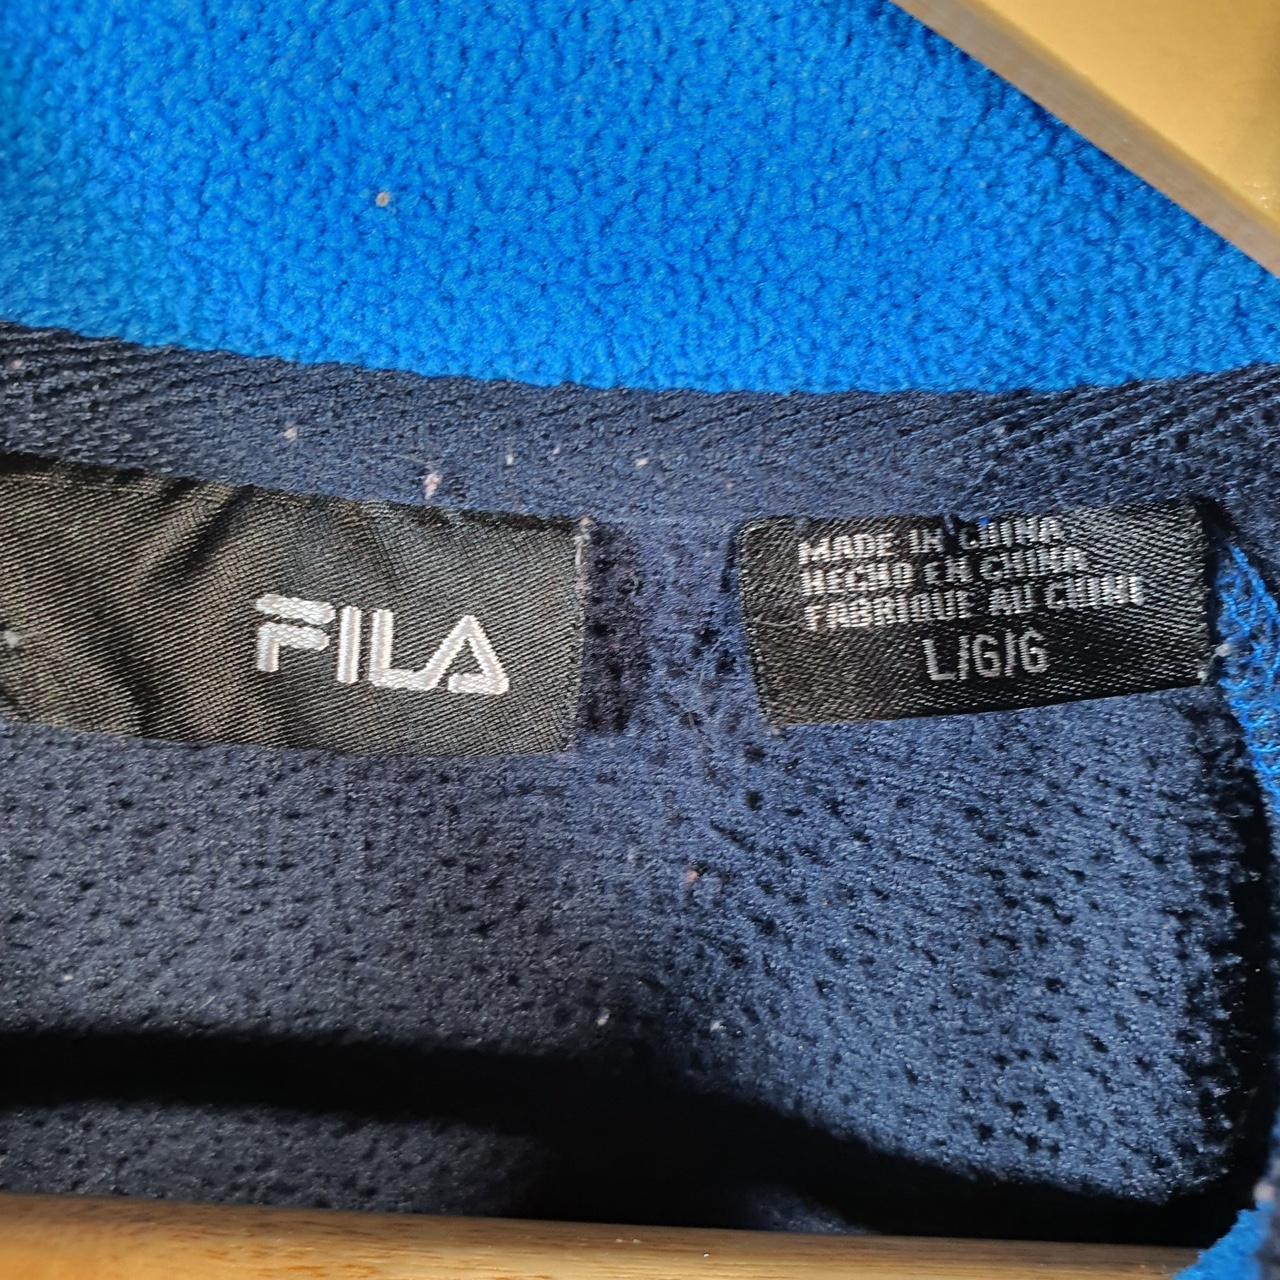 FILA
MADE IN CHINA
HECHO EN CHINA
FABRIQUE AU CHINE
L/G/G